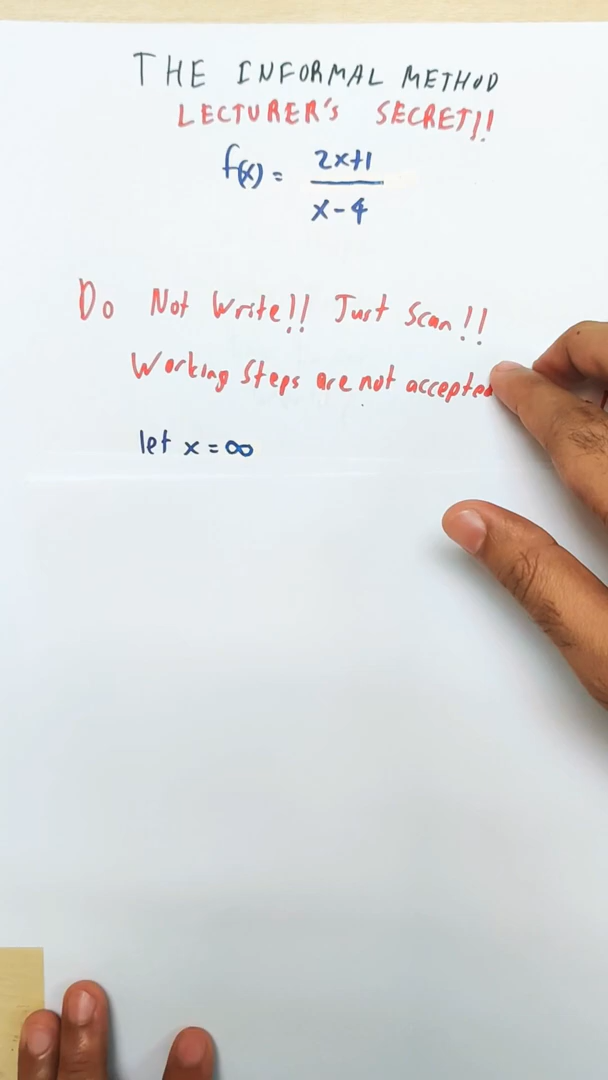 THE INFORMAL METHOD
LECTURER'S SECRET!!
f(x) = 2x+1 / x-4
Do Not Write!! Just Scan!!
Working Steps are not accepted
let x = ∞